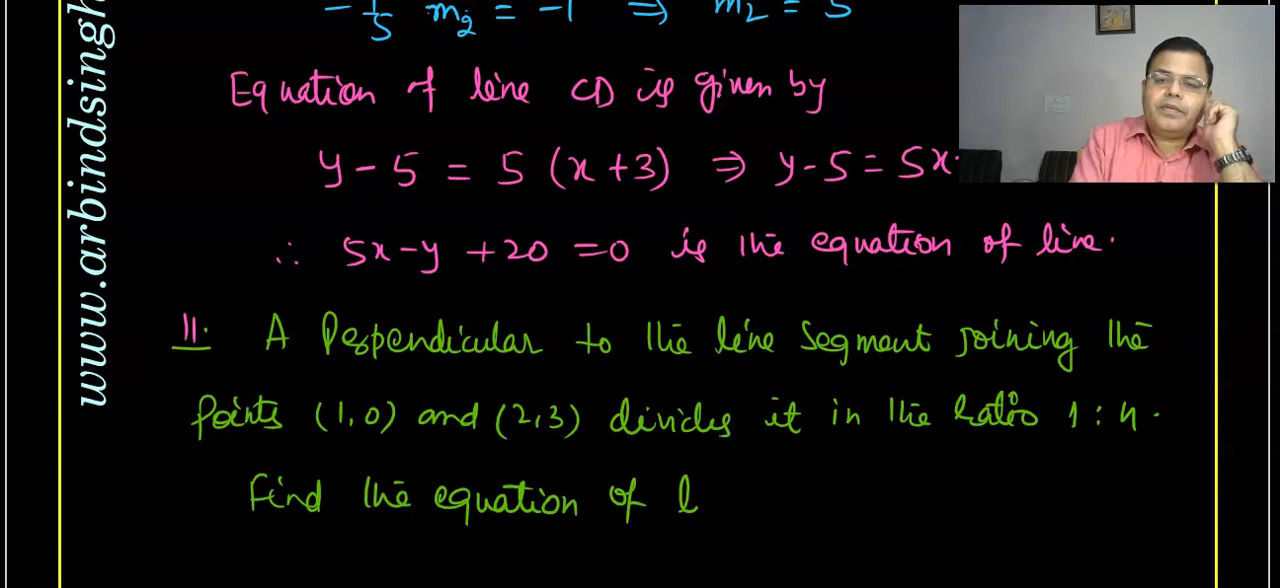 www.arbindsingh
- 1/5 m₂ = -1 ⇒ m₂ = 5
Equation of line CD is given by
y - 5 = 5 (x + 3) ⇒ y - 5 = 5x
∴ 5x - y + 20 = 0 is the equation of line.
11. A Perpendicular to the line segment joining the
points (1,0) and (2,3) divides it in the ratio 1 : n.
Find the equation of l